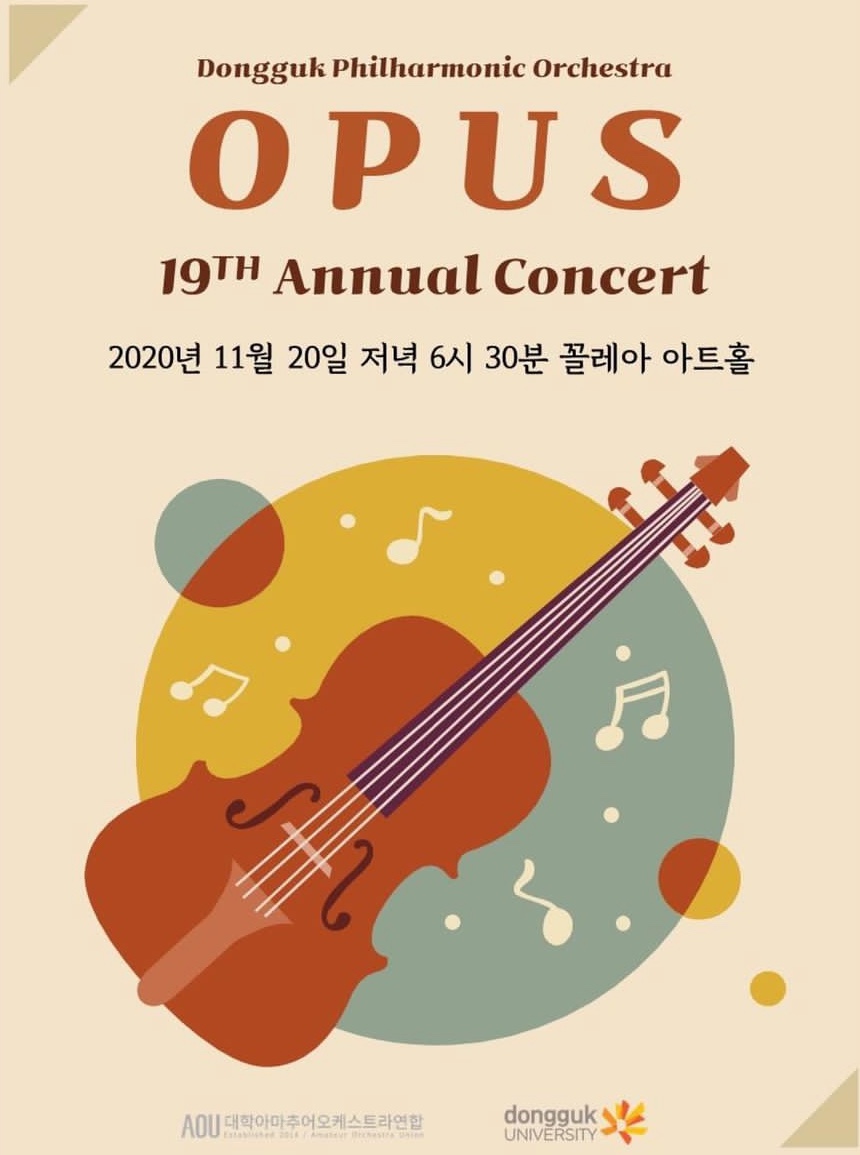 Dongguk Philharmonic Orchestra
OPUS
19TH Annual Concert
2020년 11월 20일 저녁 6시 30분 꼴레아 아트홀
AOU 대학아마추어오케스트라연합
Established 2014 / Amateur Orchestra Union
dongguk
UNIVERSITY